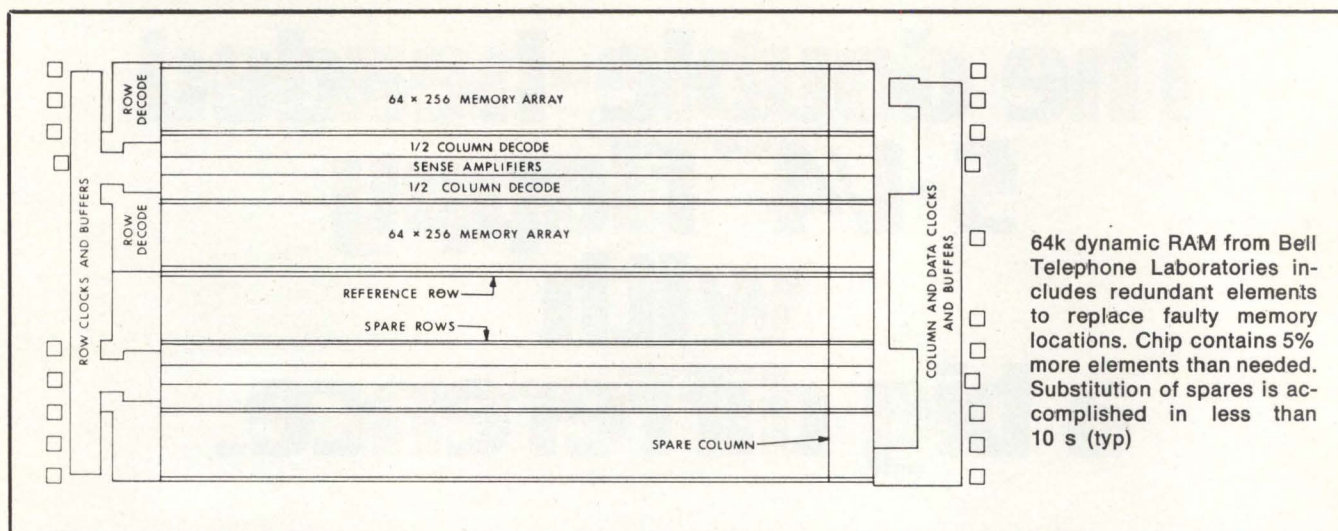 ROW CLOCKS AND BUFFERS
ROW
DECODE
64 × 256 MEMORY ARRAY
1/2 COLUMN DECODE
SENSE AMPLIFIERS
1/2 COLUMN DECODE
ROW
DECODE
64 × 256 MEMORY ARRAY
REFERENCE ROW
SPARE ROWS
SPARE COLUMN
COLUMN AND DATA CLOCKS
AND BUFFERS
64k dynamic RAM from Bell
Telephone Laboratories in-
cludes redundant elements
to replace faulty memory
locations. Chip contains 5%
more elements than needed.
Substitution of spares is ac-
complished in less than
10 s (typ)